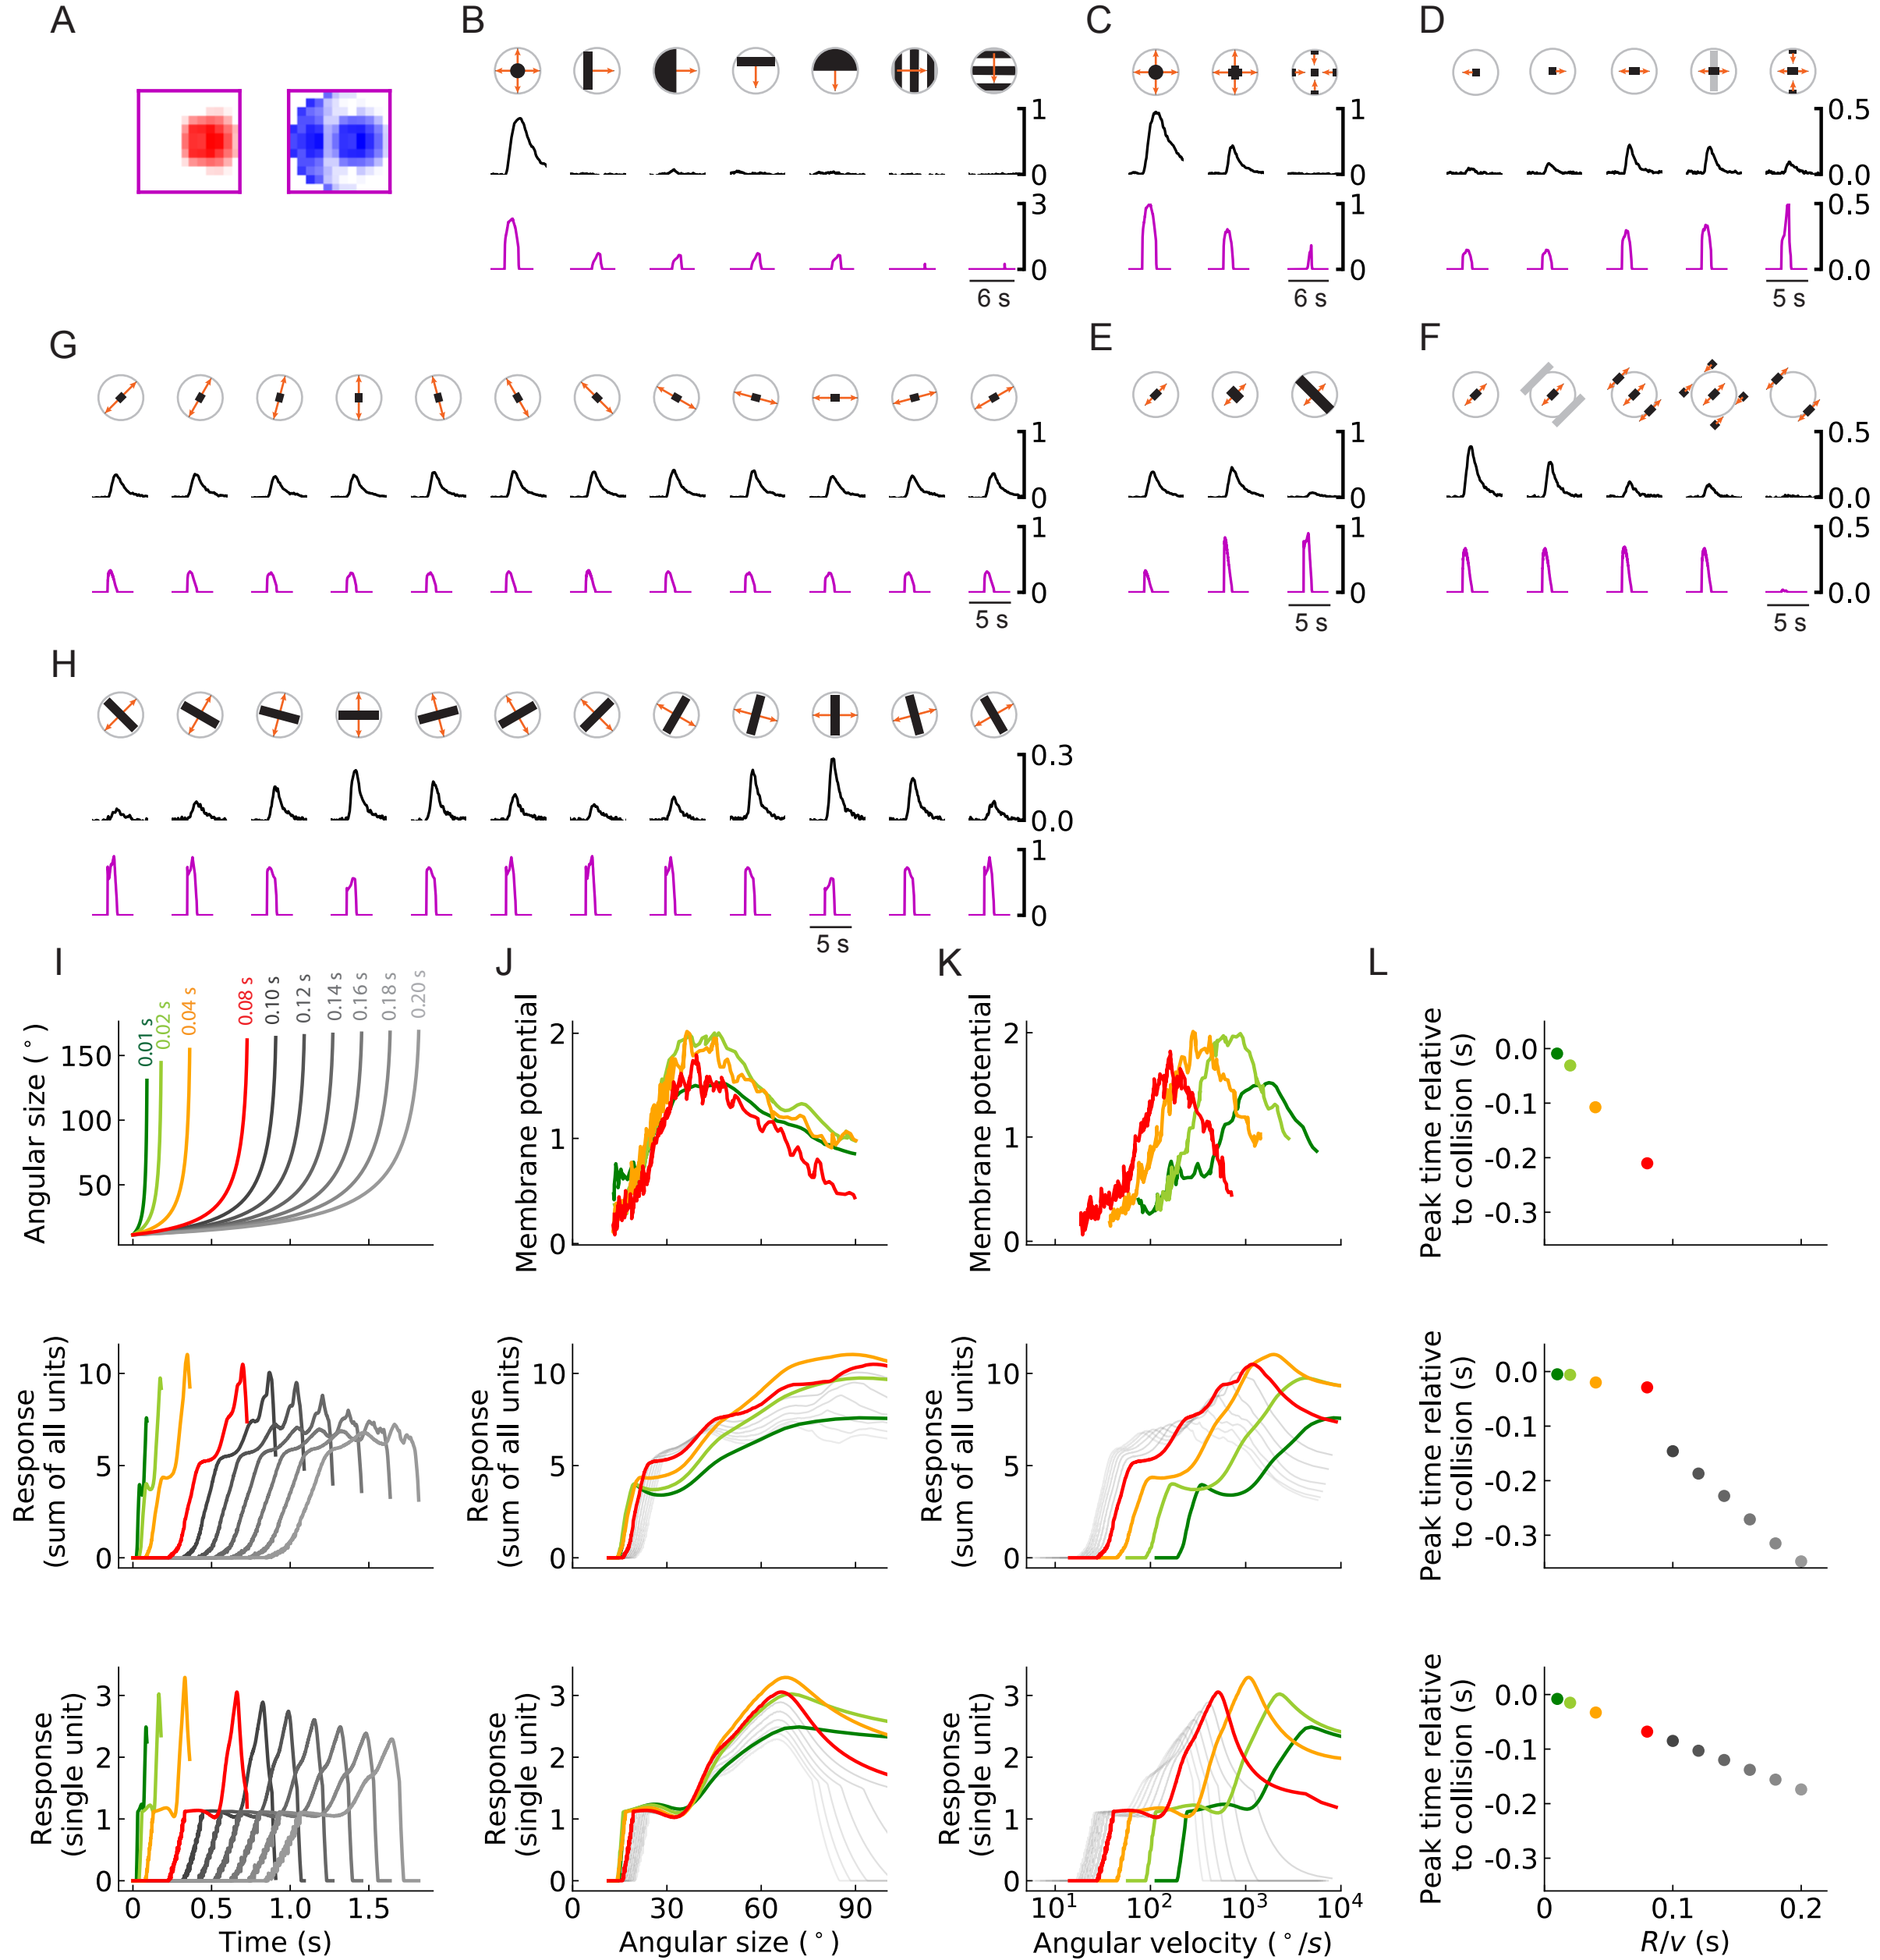 A
B
C
D
1
0
3
0
6 s
1
0
1
0
6 s
0.5
0
0.5
0.0
5 s
G
E
F
1
0
1
0
5 s
1
0
1
0
5 s
0.5
0.0
0.5
0.0
5 s
H
0.3
0.0
1
0
5 s
I
J
K
L
0.01 s
0.02 s
0.04 s
0.08 s
0.10 s
0.12 s
0.14 s
0.16 s
0.18 s
0.20 s
Angular size (°)
150
100
50
Membrane potential
2
1
0
Membrane potential
2
1
0
Peak time relative
to collision (s)
0.0
-0.1
-0.2
-0.3
Response
(sum of all units)
10
5
0
Response
(sum of all units)
10
5
0
Response
(sum of all units)
10
5
0
Peak time relative
to collision (s)
0.0
-0.1
-0.2
-0.3
Response
(single unit)
3
2
1
0
0 0.5 1.0 1.5
Time (s)
Response
(single unit)
3
2
1
0
0 30 60 90
Angular size (°)
Response
(single unit)
3
2
1
0
10¹ 10² 10³ 10⁴
Angular velocity (°/s)
Peak time relative
to collision (s)
0.0
-0.1
-0.2
-0.3
0 0.1 0.2
R/v (s)